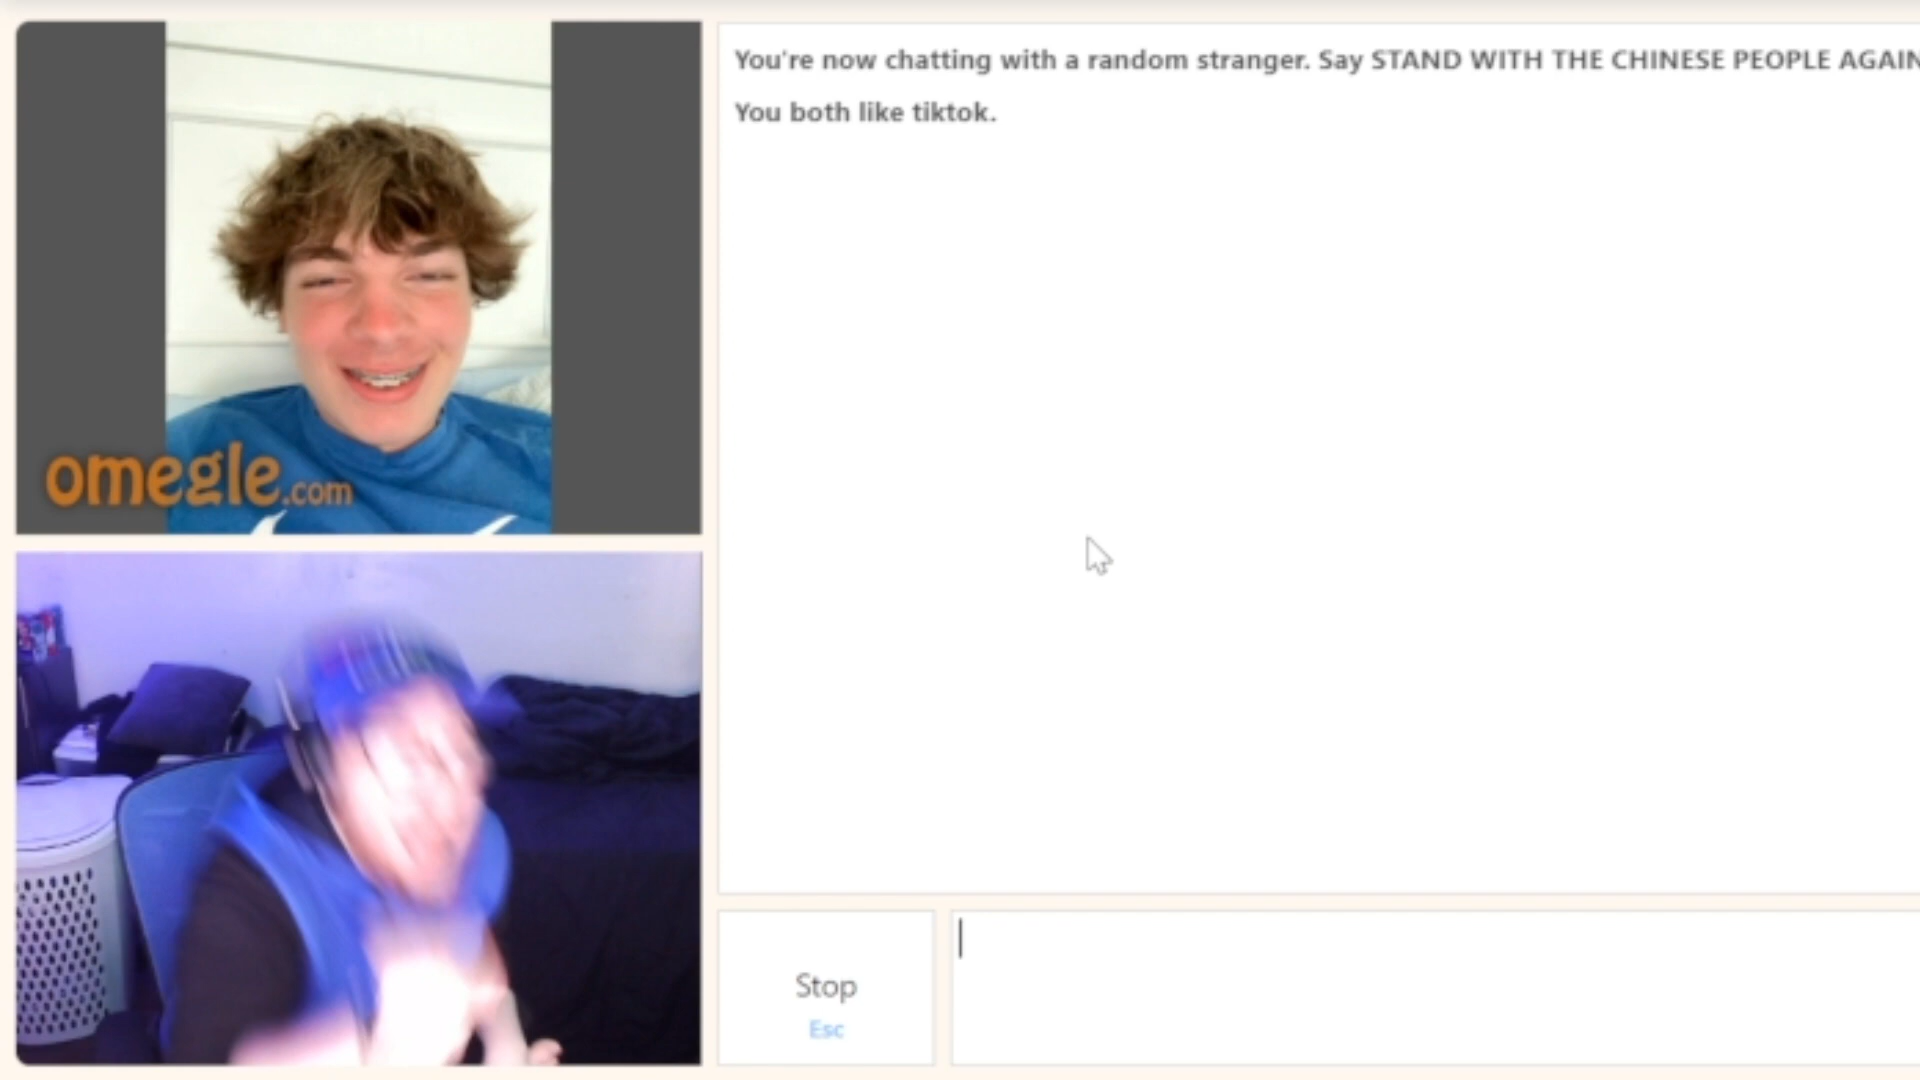 You're now chatting with a random stranger. Say STAND WITH THE CHINESE PEOPLE AGAIN
You both like tiktok.
omegle.com
Stop
Esc